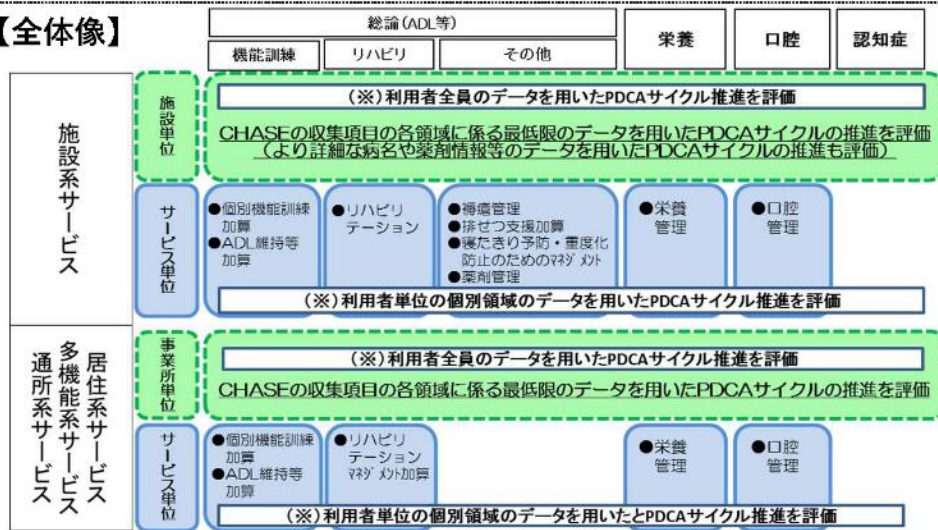 【全体像】
総論(ADL等)
機能訓練
リハビリ
その他
栄養
口腔
認知症
施設系サービス
施設単位
(※)利用者全員のデータを用いたPDCAサイクル推進を評価
CHASEの収集項目の各領域に係る最低限のデータを用いたPDCAサイクルの推進を評価
(より詳細な病名や薬剤情報等のデータを用いたPDCAサイクルの推進も評価)
サービス単位
●個別機能訓練
加算
●ADL維持等
加算
●リハビリ
テーション
●褥瘡管理
●排せつ支援加算
●寝たきり予防・重度化
防止のためのマネジメント
●薬剤管理
●栄養
管理
●口腔
管理
(※)利用者単位の個別領域のデータを用いたPDCAサイクル推進を評価
居住系サービス
多機能系サービス
通所系サービス
事業所単位
(※)利用者全員のデータを用いたPDCAサイクル推進を評価
CHASEの収集項目の各領域に係る最低限のデータを用いたPDCAサイクルの推進を評価
サービス単位
●個別機能訓練
加算
●ADL維持等
加算
●リハビリ
テーション
マネジメント加算
●栄養
管理
●口腔
管理
(※)利用者単位の個別領域のデータを用いたとPDCAサイクル推進を評価